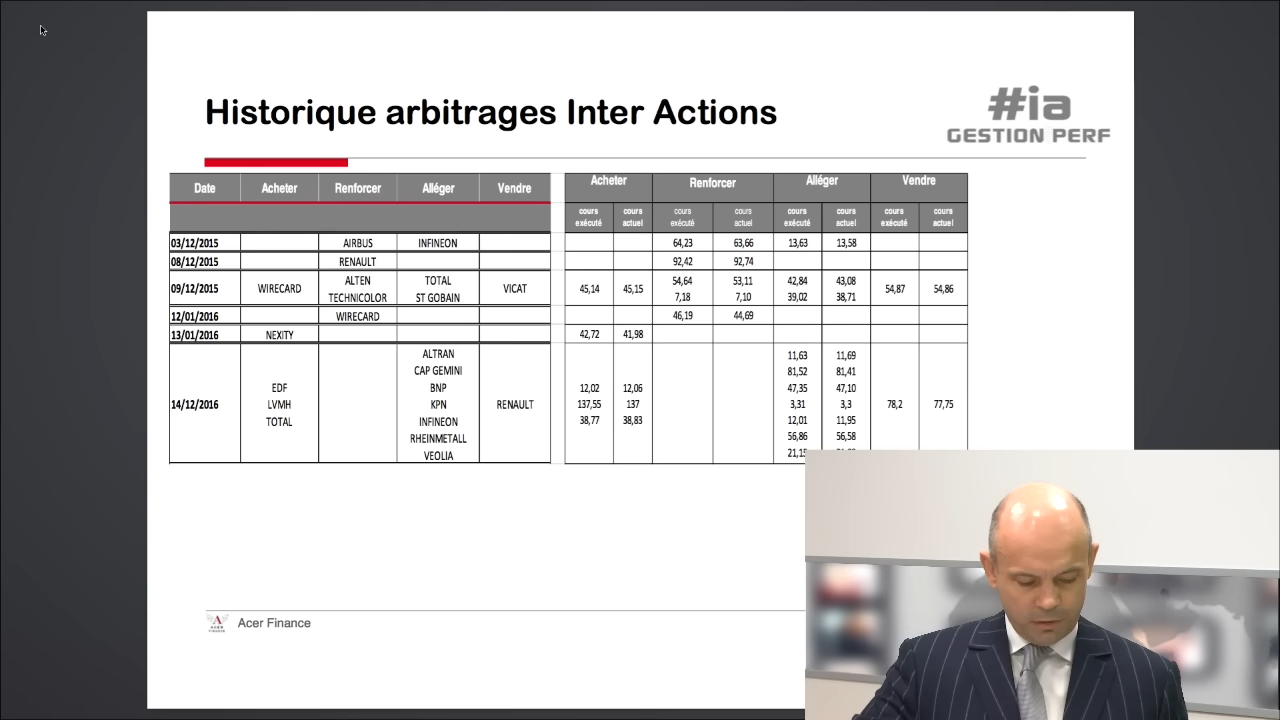 Historique arbitrages Inter Actions
#ia
GESTION PERF
Date Acheter Renforcer Alléger Vendre Acheter Renforcer Alléger Vendre
cours exécuté cours actuel cours exécuté cours actuel cours exécuté cours actuel cours exécuté cours actuel
03/12/2015 AIRBUS INFINEON 64,23 63,66 13,63 13,58
08/12/2015 RENAULT 92,42 92,74
09/12/2015 WIRECARD ALTEN TECHNICOLOR TOTAL ST GOBAIN VICAT 45,14 45,15 54,64 7,18 53,11 7,10 42,84 39,02 43,08 38,71 54,87 54,86
12/01/2016 WIRECARD 46,19 44,69
13/01/2016 NEXITY 42,72 41,98
ALTRAN 11,63 11,69
CAP GEMINI 81,52 81,41
EDF BNP 12,02 12,06 47,35 47,10
14/12/2016 LVMH KPN RENAULT 137,55 137 3,31 3,3 78,2 77,75
TOTAL INFINEON 38,77 38,83 12,01 11,95
RHEINMETALL 56,86 56,58
VEOLIA
Acer Finance